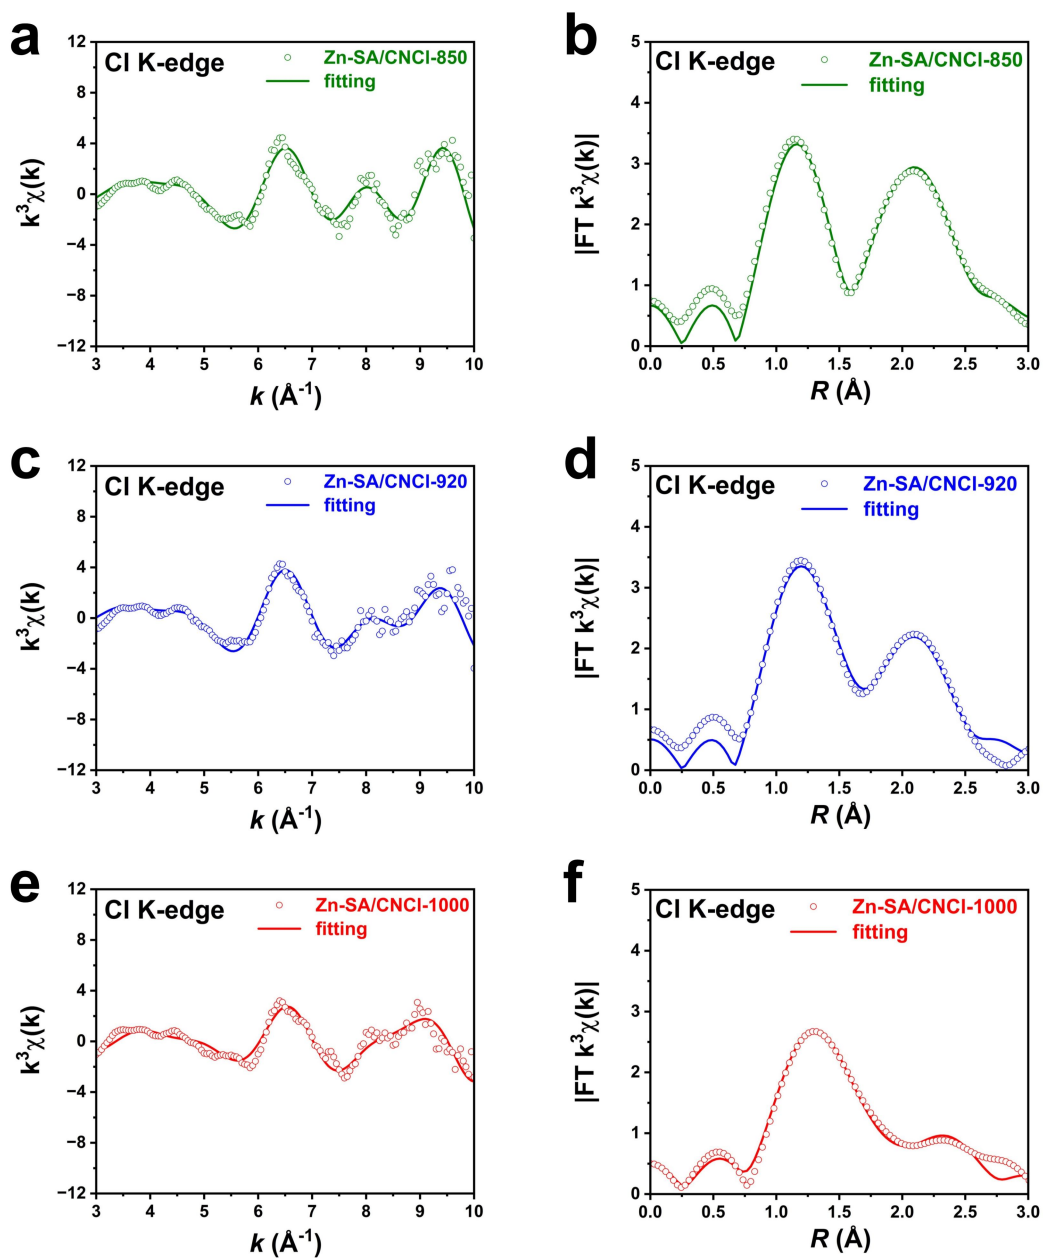 a
12
8
4
0
−4
−8
−12
k³χ(k)
Cl K-edge
Zn-SA/CNCl-850
fitting
3 4 5 6 7 8 9 10
k (Å⁻¹)
b
5
4
3
2
1
0
|FT k³χ(k)|
Cl K-edge
Zn-SA/CNCl-850
fitting
0.0 0.5 1.0 1.5 2.0 2.5 3.0
R (Å)
c
12
8
4
0
−4
−8
−12
k³χ(k)
Cl K-edge
Zn-SA/CNCl-920
fitting
3 4 5 6 7 8 9 10
k (Å⁻¹)
d
5
4
3
2
1
0
|FT k³χ(k)|
Cl K-edge
Zn-SA/CNCl-920
fitting
0.0 0.5 1.0 1.5 2.0 2.5 3.0
R (Å)
e
12
8
4
0
−4
−8
−12
k³χ(k)
Cl K-edge
Zn-SA/CNCl-1000
fitting
3 4 5 6 7 8 9 10
k (Å⁻¹)
f
5
4
3
2
1
0
|FT k³χ(k)|
Cl K-edge
Zn-SA/CNCl-1000
fitting
0.0 0.5 1.0 1.5 2.0 2.5 3.0
R (Å)